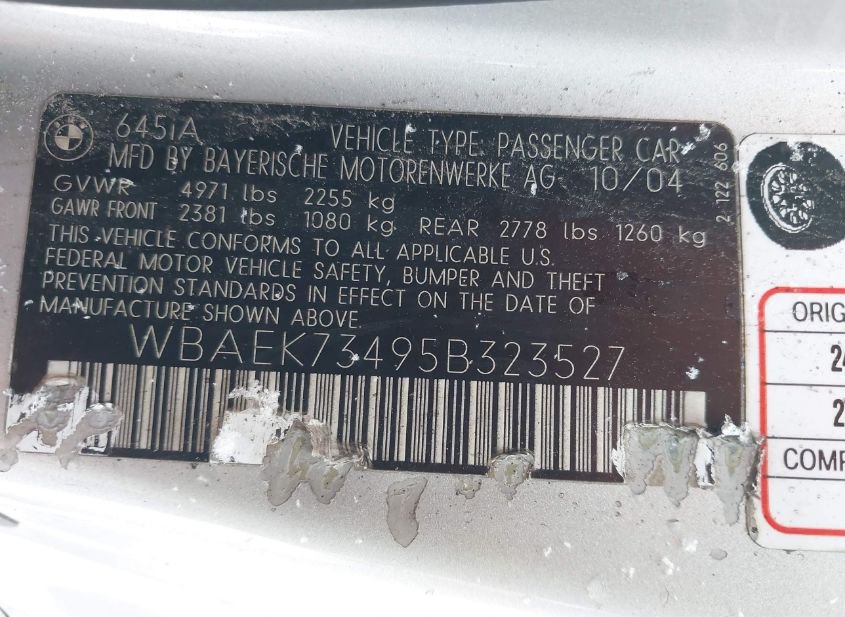 645iA VEHICLE TYPE: PASSENGER CAR
MFD BY BAYERISCHE MOTORENWERKE AG 10/04
GVWR 4971 lbs 2255 kg
GAWR FRONT 2381 lbs 1080 kg REAR 2778 lbs 1260 kg
THIS VEHICLE CONFORMS TO ALL APPLICABLE U.S.
FEDERAL MOTOR VEHICLE SAFETY, BUMPER AND THEFT
PREVENTION STANDARDS IN EFFECT ON THE DATE OF
MANUFACTURE SHOWN ABOVE.
WBAEK73495B323527
2 122 606
ORIG
24
2
COMP